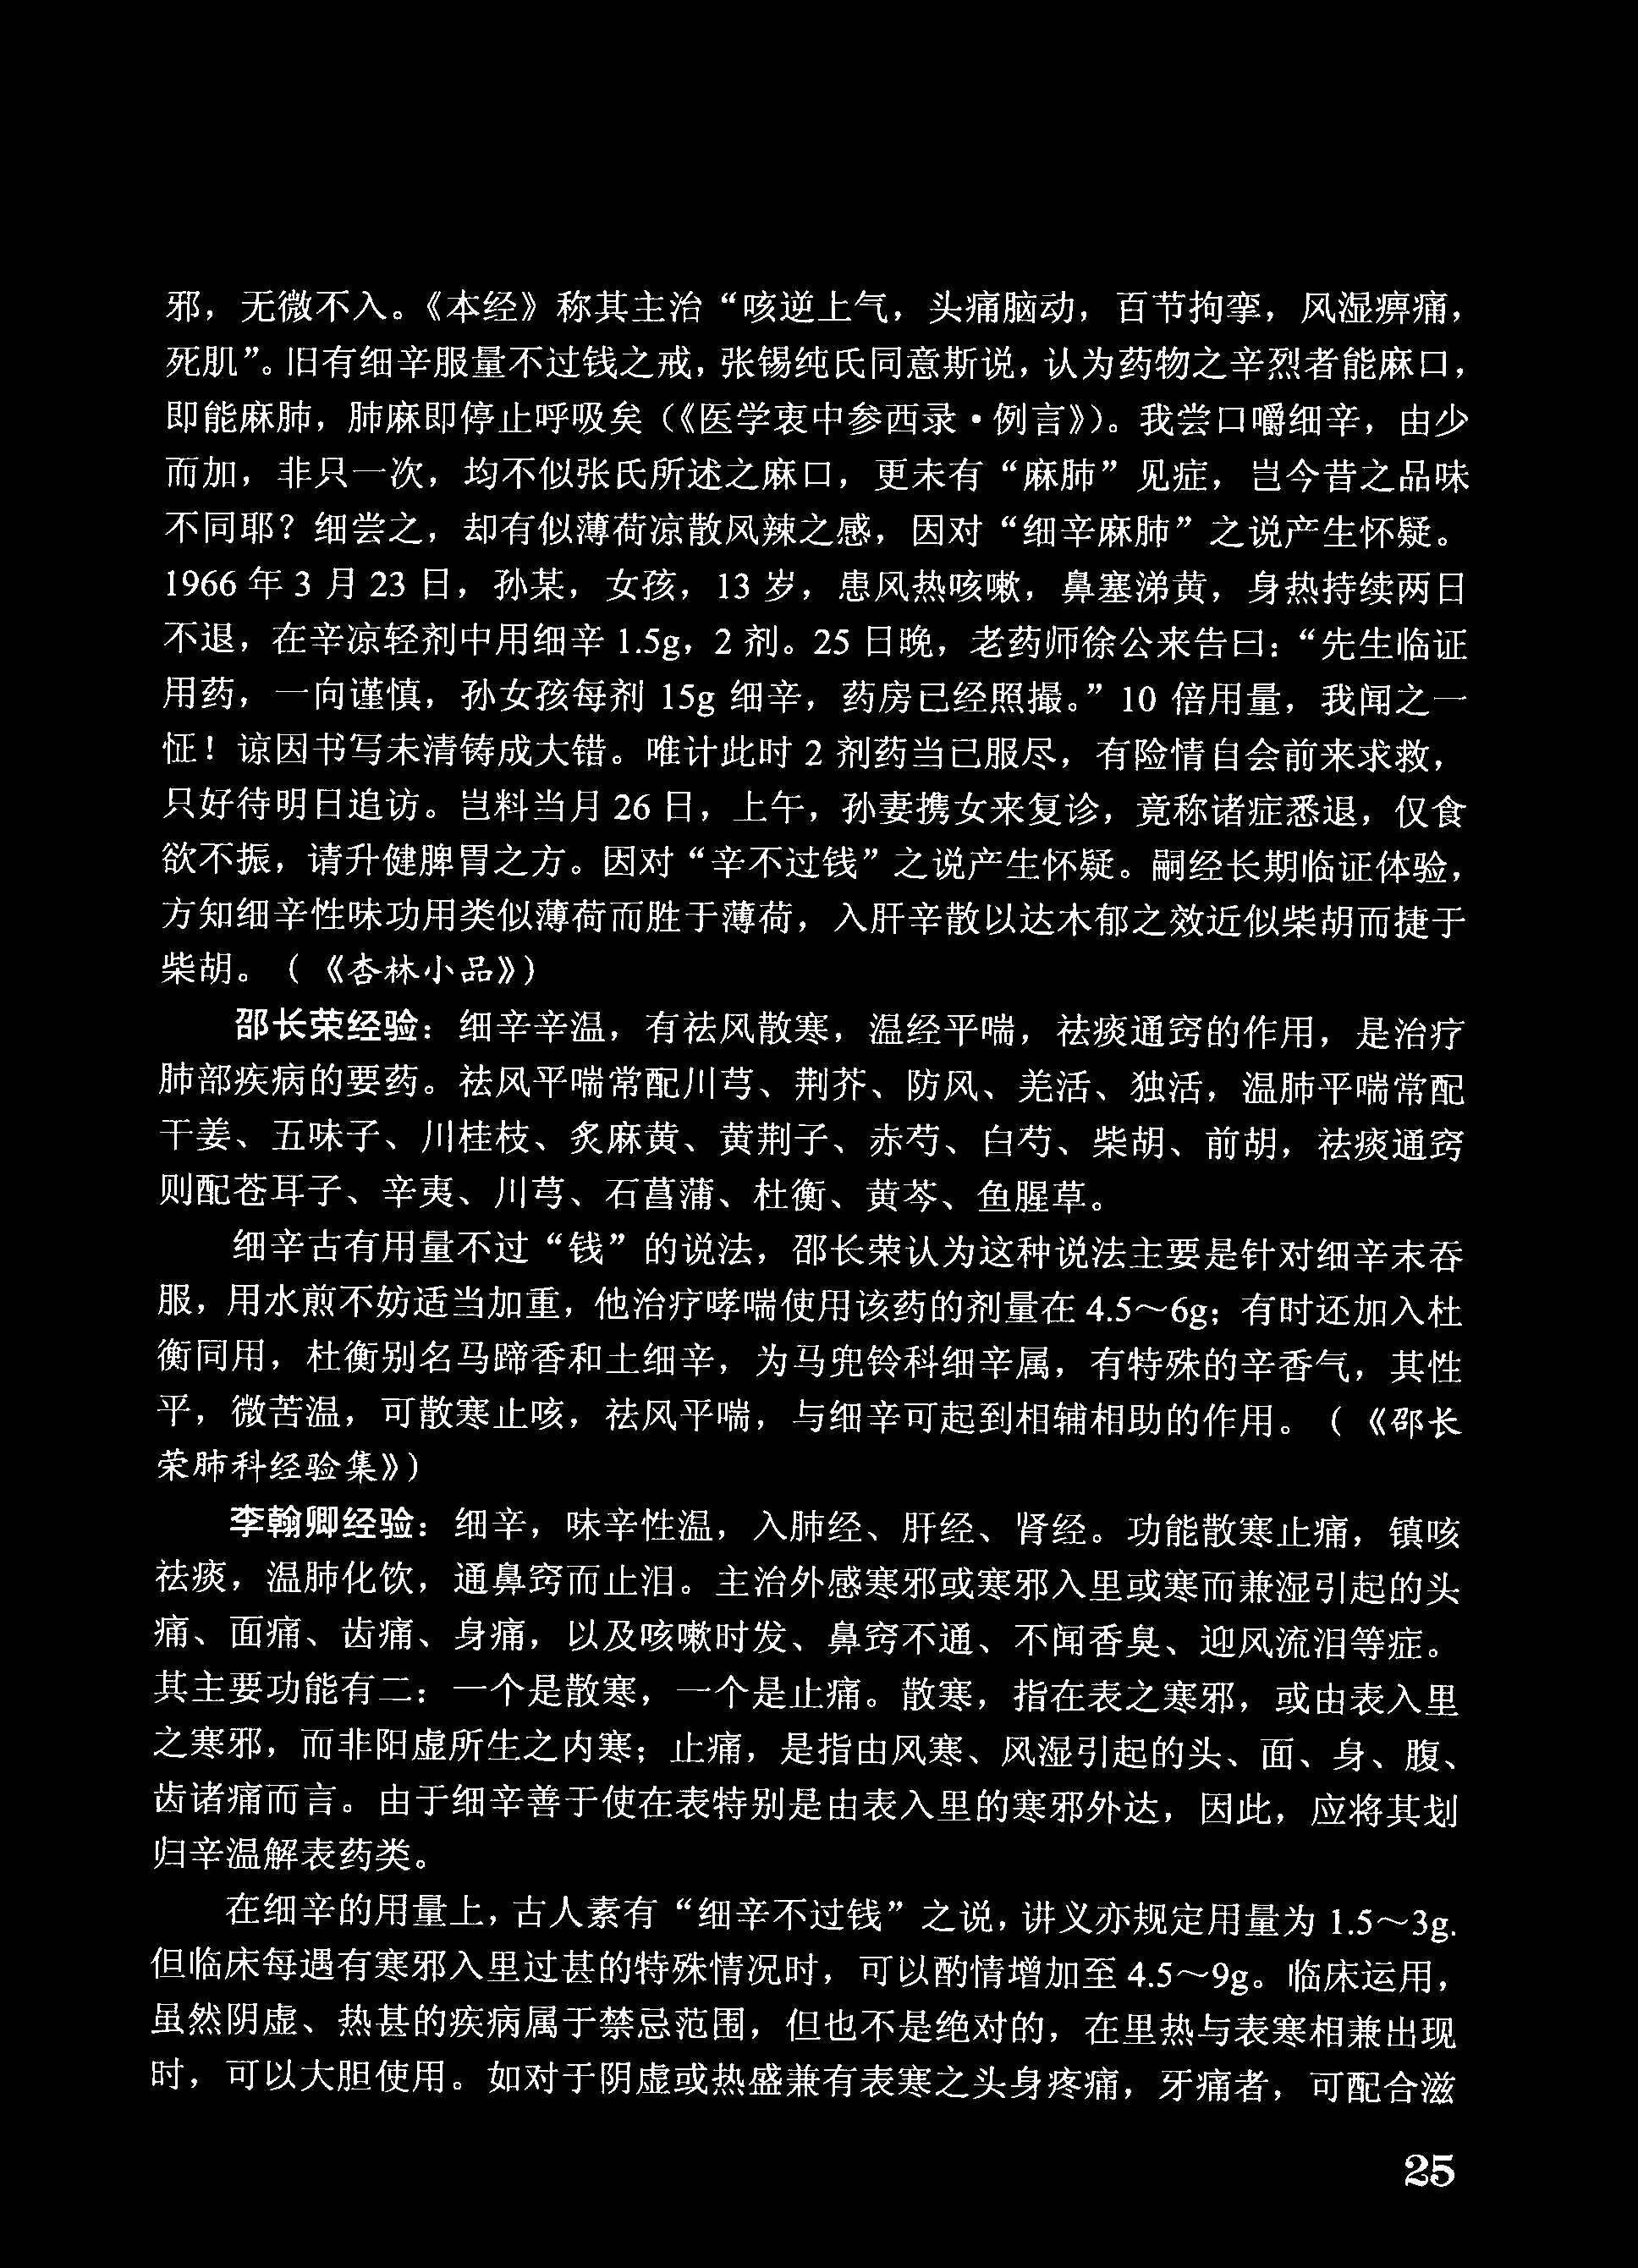 邪，无微不入。《本经》称其主治“咳逆上气，头痛脑动，百节拘挛，风湿痹痛，
死肌”。旧有细辛服量不过钱之戒，张锡纯氏同意斯说，认为药物之辛烈者能麻口，
即能麻肺，肺麻即停止呼吸矣（《医学衷中参西录·例言》）。我尝口嚼细辛，由少
而加，非只一次，均不似张氏所述之麻口，更未有“麻肺”见症，岂今昔之品味
不同耶？细尝之，却有似薄荷凉散风辣之感，因对“细辛麻肺”之说产生怀疑。
1966年3月23日，孙某，女孩，13岁，患风热咳嗽，鼻塞涕黄，身热持续两日
不退，在辛凉轻剂中用细辛1.5g，2剂。25日晚，老药师徐公来告曰：“先生临证
用药，一向谨慎，孙女孩每剂15g细辛，药房已经照撮。”10倍用量，我闻之一
怔！谅因书写未清铸成大错。唯计此时2剂药当已服尽，有险情自会前来求救，
只好待明日追访。岂料当月26日，上午，孙妻携女来复诊，竟称诸症悉退，仅食
欲不振，请升健脾胃之方。因对“辛不过钱”之说产生怀疑。嗣经长期临证体验，
方知细辛性味功用类似薄荷而胜于薄荷，入肝辛散以达木郁之效近似柴胡而捷于
柴胡。（《杏林小品》）
邵长荣经验：细辛辛温，有祛风散寒，温经平喘，祛痰通窍的作用，是治疗
肺部疾病的要药。祛风平喘常配川芎、荆芥、防风、羌活、独活，温肺平喘常配
干姜、五味子、川桂枝、炙麻黄、黄荆子、赤芍、白芍、柴胡、前胡，祛痰通窍
则配苍耳子、辛夷、川芎、石菖蒲、杜衡、黄芩、鱼腥草。
细辛古有用量不过“钱”的说法，邵长荣认为这种说法主要是针对细辛末吞
服，用水煎不妨适当加重，他治疗哮喘使用该药的剂量在4.5～6g；有时还加入杜
衡同用，杜衡别名马蹄香和土细辛，为马兜铃科细辛属，有特殊的辛香气，其性
平，微苦温，可散寒止咳，祛风平喘，与细辛可起到相辅相助的作用。（《邵长
荣肺科经验集》）
李翰卿经验：细辛，味辛性温，入肺经、肝经、肾经。功能散寒止痛，镇咳
祛痰，温肺化饮，通鼻窍而止泪。主治外感寒邪或寒邪入里或寒而兼湿引起的头
痛、面痛、齿痛、身痛，以及咳嗽时发、鼻窍不通、不闻香臭、迎风流泪等症。
其主要功能有二：一个是散寒，一个是止痛。散寒，指在表之寒邪，或由表入里
之寒邪，而非阳虚所生之内寒；止痛，是指由风寒、风湿引起的头、面、身、腹、
齿诸痛而言。由于细辛善于使在表特别是由表入里的寒邪外达，因此，应将其划
归辛温解表药类。
在细辛的用量上，古人素有“细辛不过钱”之说，讲义亦规定用量为1.5～3g.
但临床每遇有寒邪入里过甚的特殊情况时，可以酌情增加至4.5～9g。临床运用，
虽然阴虚、热甚的疾病属于禁忌范围，但也不是绝对的，在里热与表寒相兼出现
时，可以大胆使用。如对于阴虚或热盛兼有表寒之头身疼痛，牙痛者，可配合滋
25